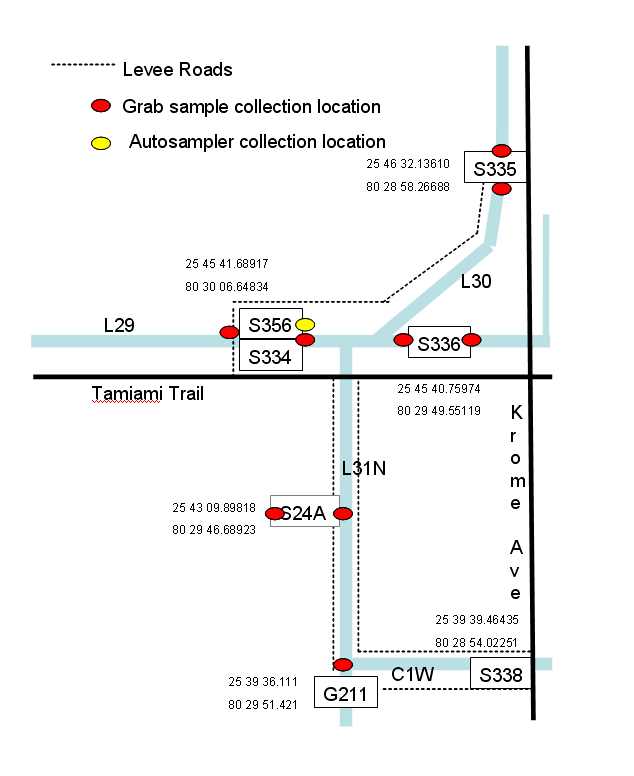 Levee Roads
Grab sample collection location
Autosampler collection location
25 46 32.13610
80 28 58.26688
S335
25 45 41.68917
80 30 06.64834
L30
L29
S356
S334
S336
Tamiami Trail
25 45 40.75974
80 29 49.55119
Krome Ave
L31N
25 43 09.89818
80 29 46.68923
S24A
25 39 39.46435
80 28 54.02251
C1W
S338
25 39 36.111
80 29 51.421
G211